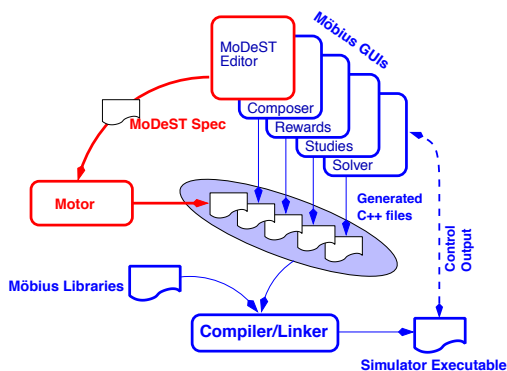 MoDeST
Editor
Möbius GUIs
Composer
Rewards
Studies
Solver
MoDeST Spec
Motor
Generated
C++ files
Control
Output
Möbius Libraries
Compiler/Linker
Simulator Executable